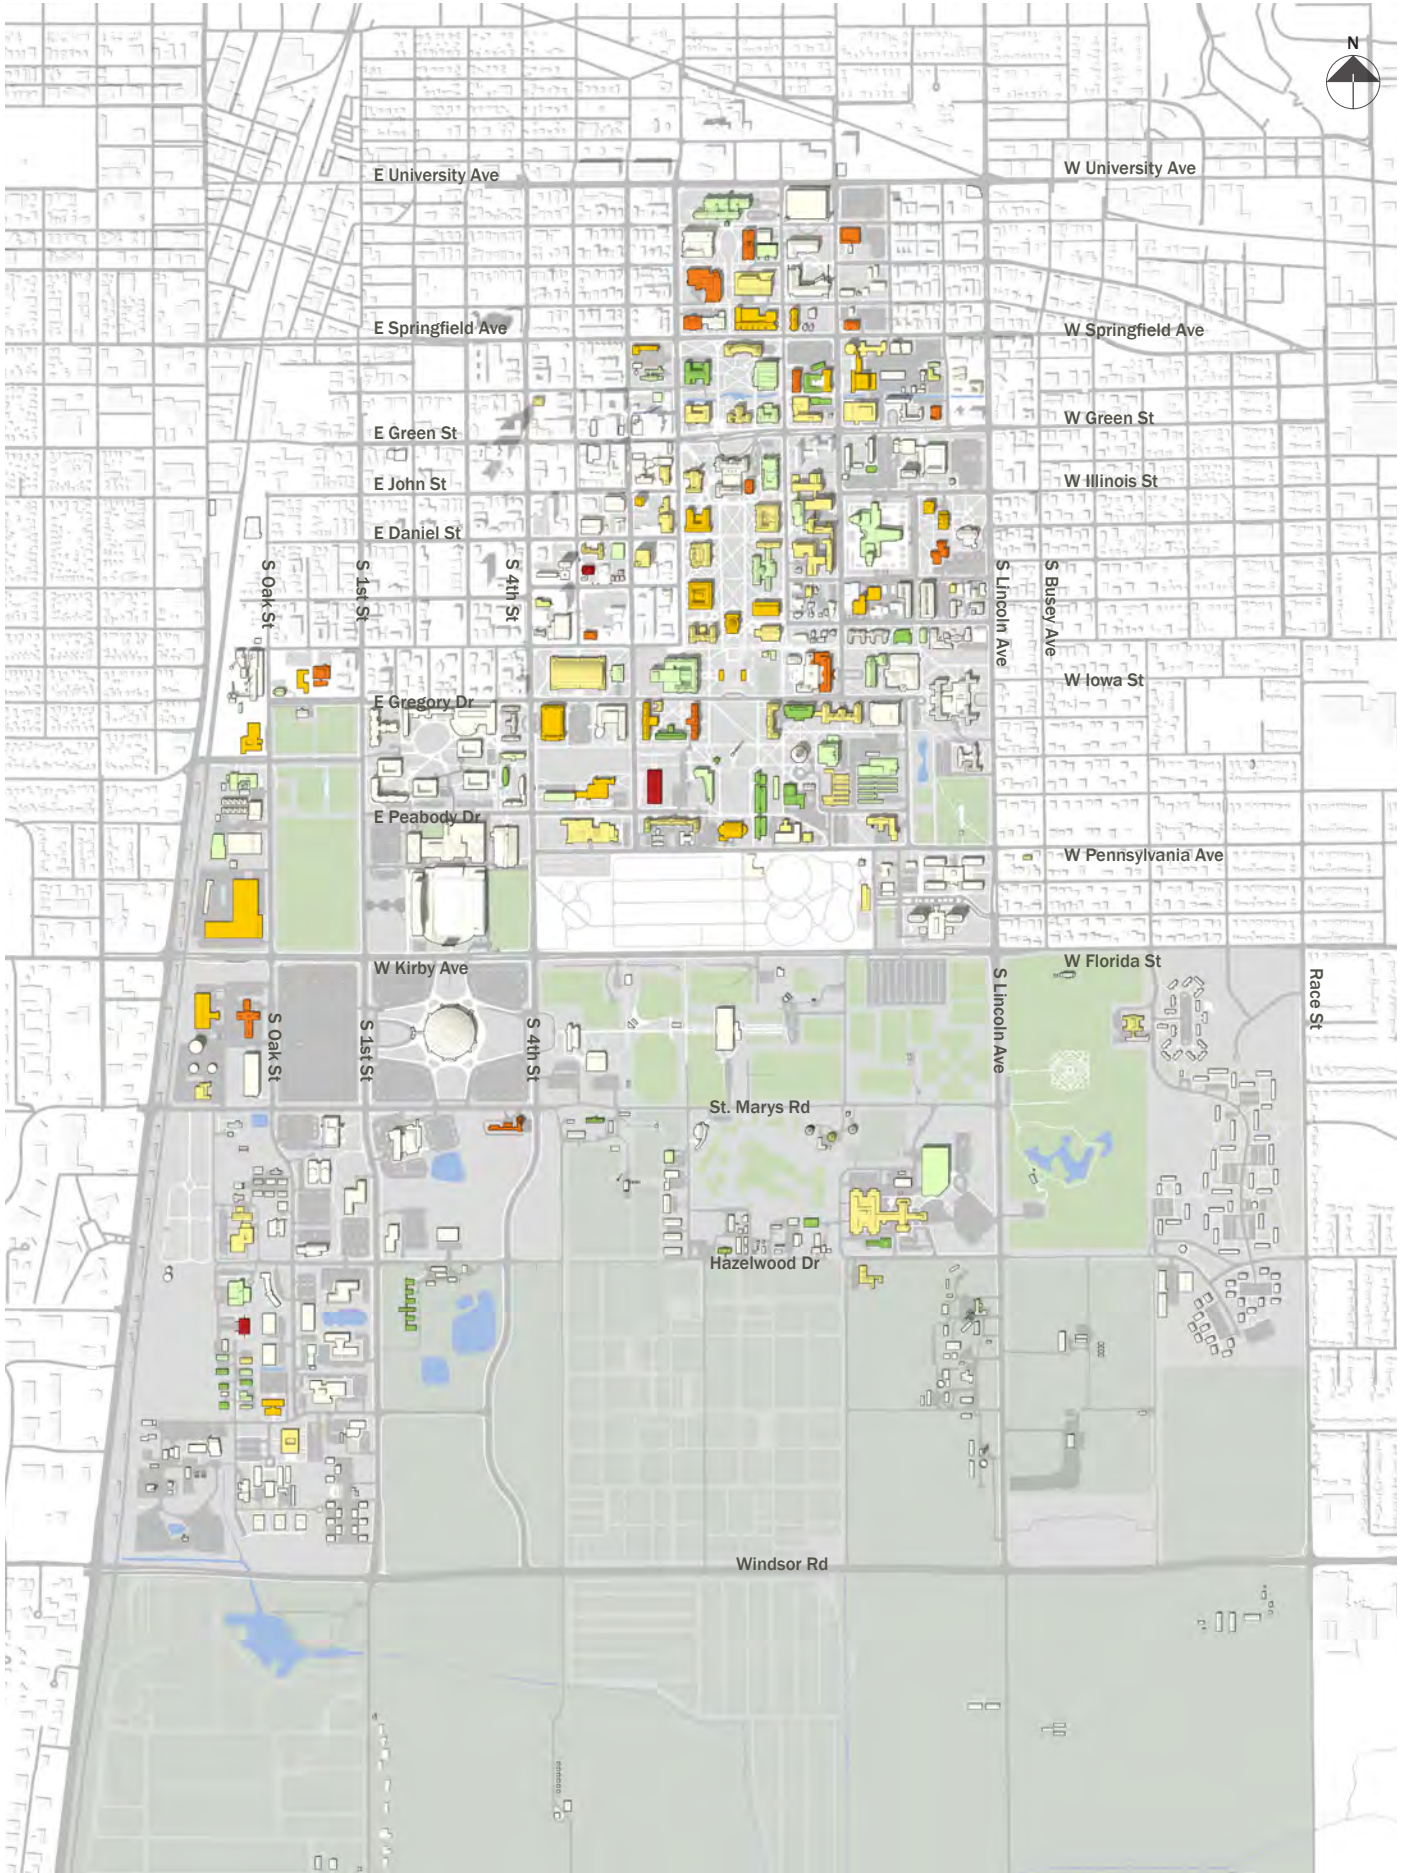 N
E University Ave
W University Ave
E Springfield Ave
W Springfield Ave
E Green St
W Green St
E John St
W Illinois St
E Daniel St
S Oak St
S 1st St
S 4th St
S Lincoln Ave
S Busey Ave
W Iowa St
E Gregory Dr
E Peabody Dr
W Pennsylvania Ave
W Kirby Ave
W Florida St
S Oak St
S 1st St
S 4th St
S Lincoln Ave
Race St
St. Marys Rd
Hazelwood Dr
Windsor Rd